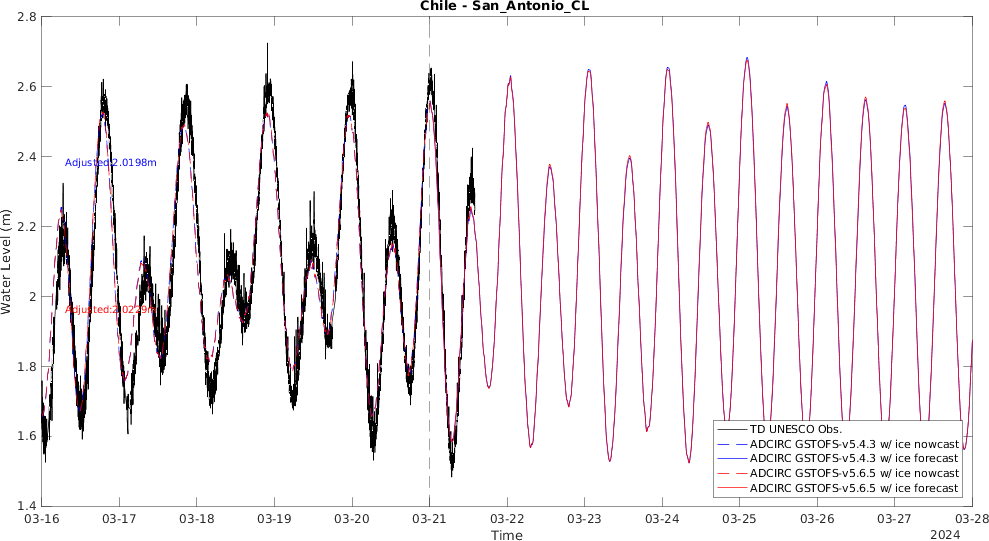 Chile - San_Antonio_CL
2.8
2.6
2.4
2.2
2
1.8
1.6
1.4
Water Level (m)
Adjusted:2.0198m
Adjusted:2.0229m
TD UNESCO Obs.
ADCIRC GSTOFS-v5.4.3 w/ ice nowcast
ADCIRC GSTOFS-v5.4.3 w/ ice forecast
ADCIRC GSTOFS-v5.6.5 w/ ice nowcast
ADCIRC GSTOFS-v5.6.5 w/ ice forecast
03-16 03-17 03-18 03-19 03-20 03-21 03-22 03-23 03-24 03-25 03-26 03-27 03-28
Time
2024